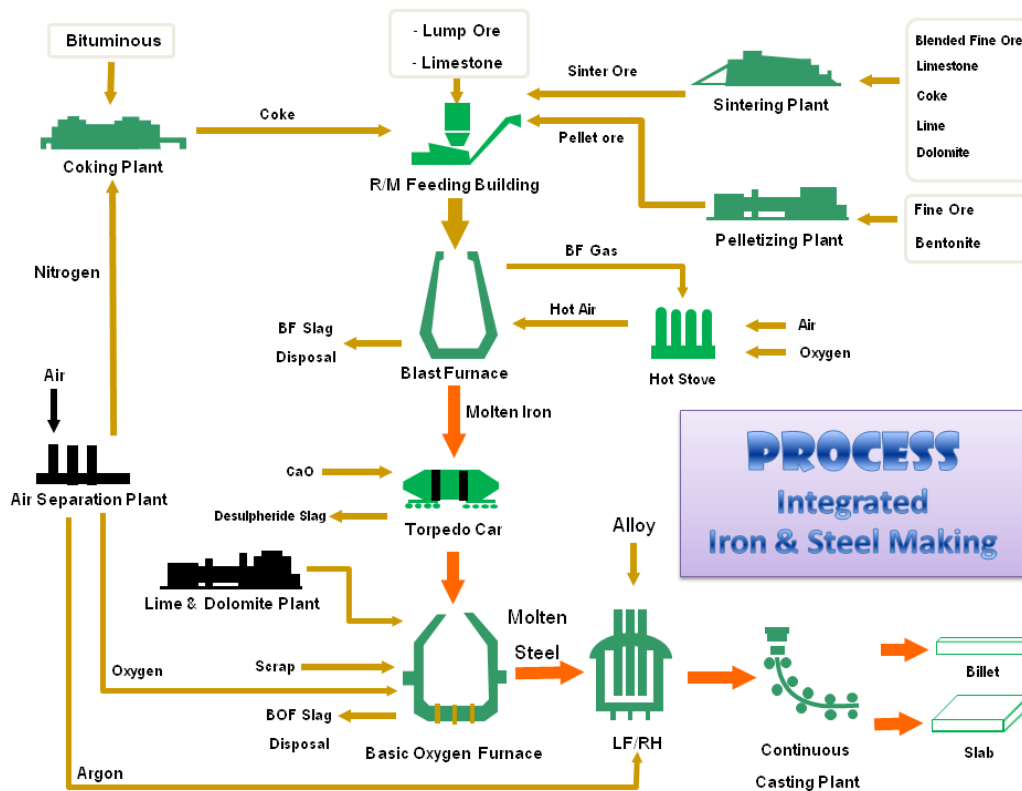 Bituminous
- Lump Ore
- Limestone
Blended Fine Ore
Limestone
Coke
Lime
Dolomite
Sinter Ore
Sintering Plant
Coke
Coking Plant
Pellet ore
R/M Feeding Building
Pelletizing Plant
Fine Ore
Bentonite
Nitrogen
BF Gas
Hot Air
Air
Oxygen
BF Slag
Disposal
Blast Furnace
Hot Stove
Air
Molten Iron
Air Separation Plant
CaO
Desulpheride Slag
Torpedo Car
PROCESS
Integrated
Iron & Steel Making
Alloy
Lime & Dolomite Plant
Molten
Steel
Scrap
Oxygen
BOF Slag
Disposal
Basic Oxygen Furnace
LF/RH
Continuous
Casting Plant
Billet
Slab
Argon